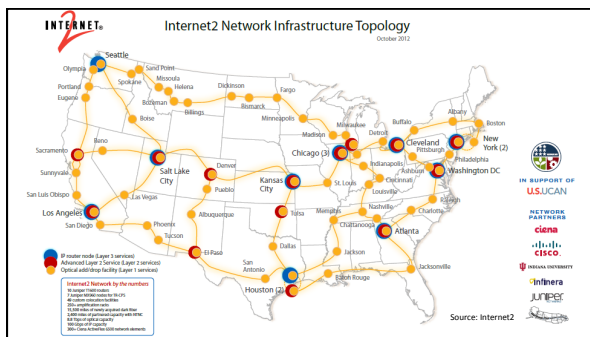 INTERNET®
2
Internet2 Network Infrastructure Topology
October 2012
Seattle
Olympia
Portland
Eugene
Spokane
Sand Point
Missoula
Helena
Bozeman
Billings
Dickinson
Bismarck
Fargo
Minneapolis
Madison
Milwaukee
Detroit
Buffalo
Albany
Boston
Boise
Sacramento
Reno
Sunnyvale
San Luis Obispo
Los Angeles
San Diego
Salt Lake
City
Las Vegas
Phoenix
Tucson
Denver
Pueblo
Albuquerque
El Paso
Kansas
City
Tulsa
Dallas
San
Antonio
Houston (2)
Chicago (3)
Indianapolis
St. Louis
Cincinnati
Louisville
Nashville
Memphis
Chattanooga
Jackson
Baton Rouge
Cleveland
Pittsburgh
Ashburn
New
York (2)
Philadelphia
Washington DC
Raleigh
Charlotte
Atlanta
Jacksonville
IP router node (Layer 3 services)
Advanced Layer 2 Service (Layer 2 services)
Optical add/drop facility (Layer 1 services)
Internet2 Network by the numbers
IN SUPPORT OF
U.S.UCAN
NETWORK
PARTNERS
ciena
CISCO
INDIANA UNIVERSITY
infinera
JUNIPER
Source: Internet2